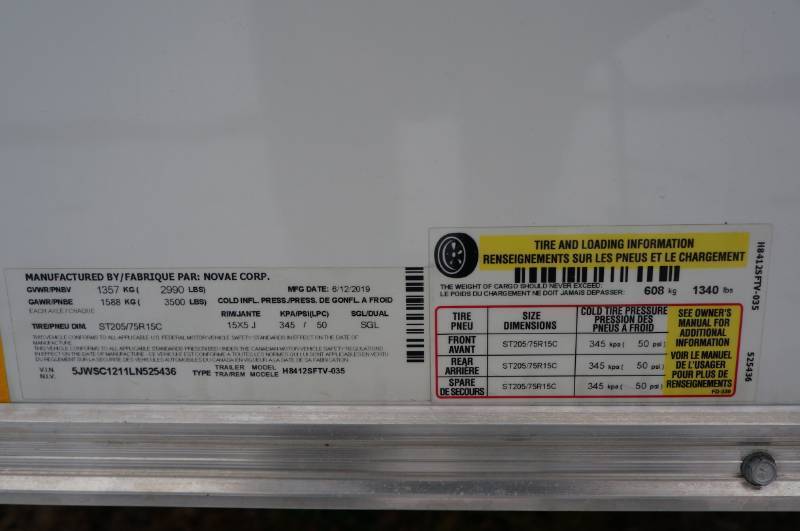 MANUFACTURED BY/FABRIQUE PAR: NOVAE CORP.
GVWR/PNBV 1357 KG ( 2990 LBS) MFG DATE: 6/12/2019
GAWR/PNBE 1588 KG ( 3500 LBS) COLD INFL. PRESS./PRESS. DE GONFL. A FROID
EACH AXLE / CHAQUE
RIM/JANTE KPA/PSI(LPC) SGL/DUAL
TIRE/PNEU DIM. ST205/75R15C 15X5 J 345 / 50 SGL
V.I.N.
N.I.V.
5JWSC1211LN525436 TYPE TRAILER MODEL
TRA/REM MODELE H8412SFTV-035
TIRE AND LOADING INFORMATION
RENSEIGNEMENTS SUR LES PNEUS ET LE CHARGEMENT
THE WEIGHT OF CARGO SHOULD NEVER EXCEED:
LE POIDS DU CHARGEMENT NE DOIT JAMAIS DEPASSER: 608 kg 1340 lbs
TIRE
PNEU
SIZE
DIMENSIONS
COLD TIRE PRESSURE
PRESSION DES
PNEUS A FROID
FRONT
AVANT
ST205/75R15C 345 kpa ( 50 psi )
REAR
ARRIÈRE
ST205/75R15C 345 kpa ( 50 psi )
SPARE
DE SECOURS
ST205/75R15C 345 kpa ( 50 psi )
SEE OWNER'S
MANUAL FOR
ADDITIONAL
INFORMATION
VOIR LE MANUEL
DE L'USAGER
POUR PLUS DE
RENSEIGNEMENTS
H8412SFTV-035
525436